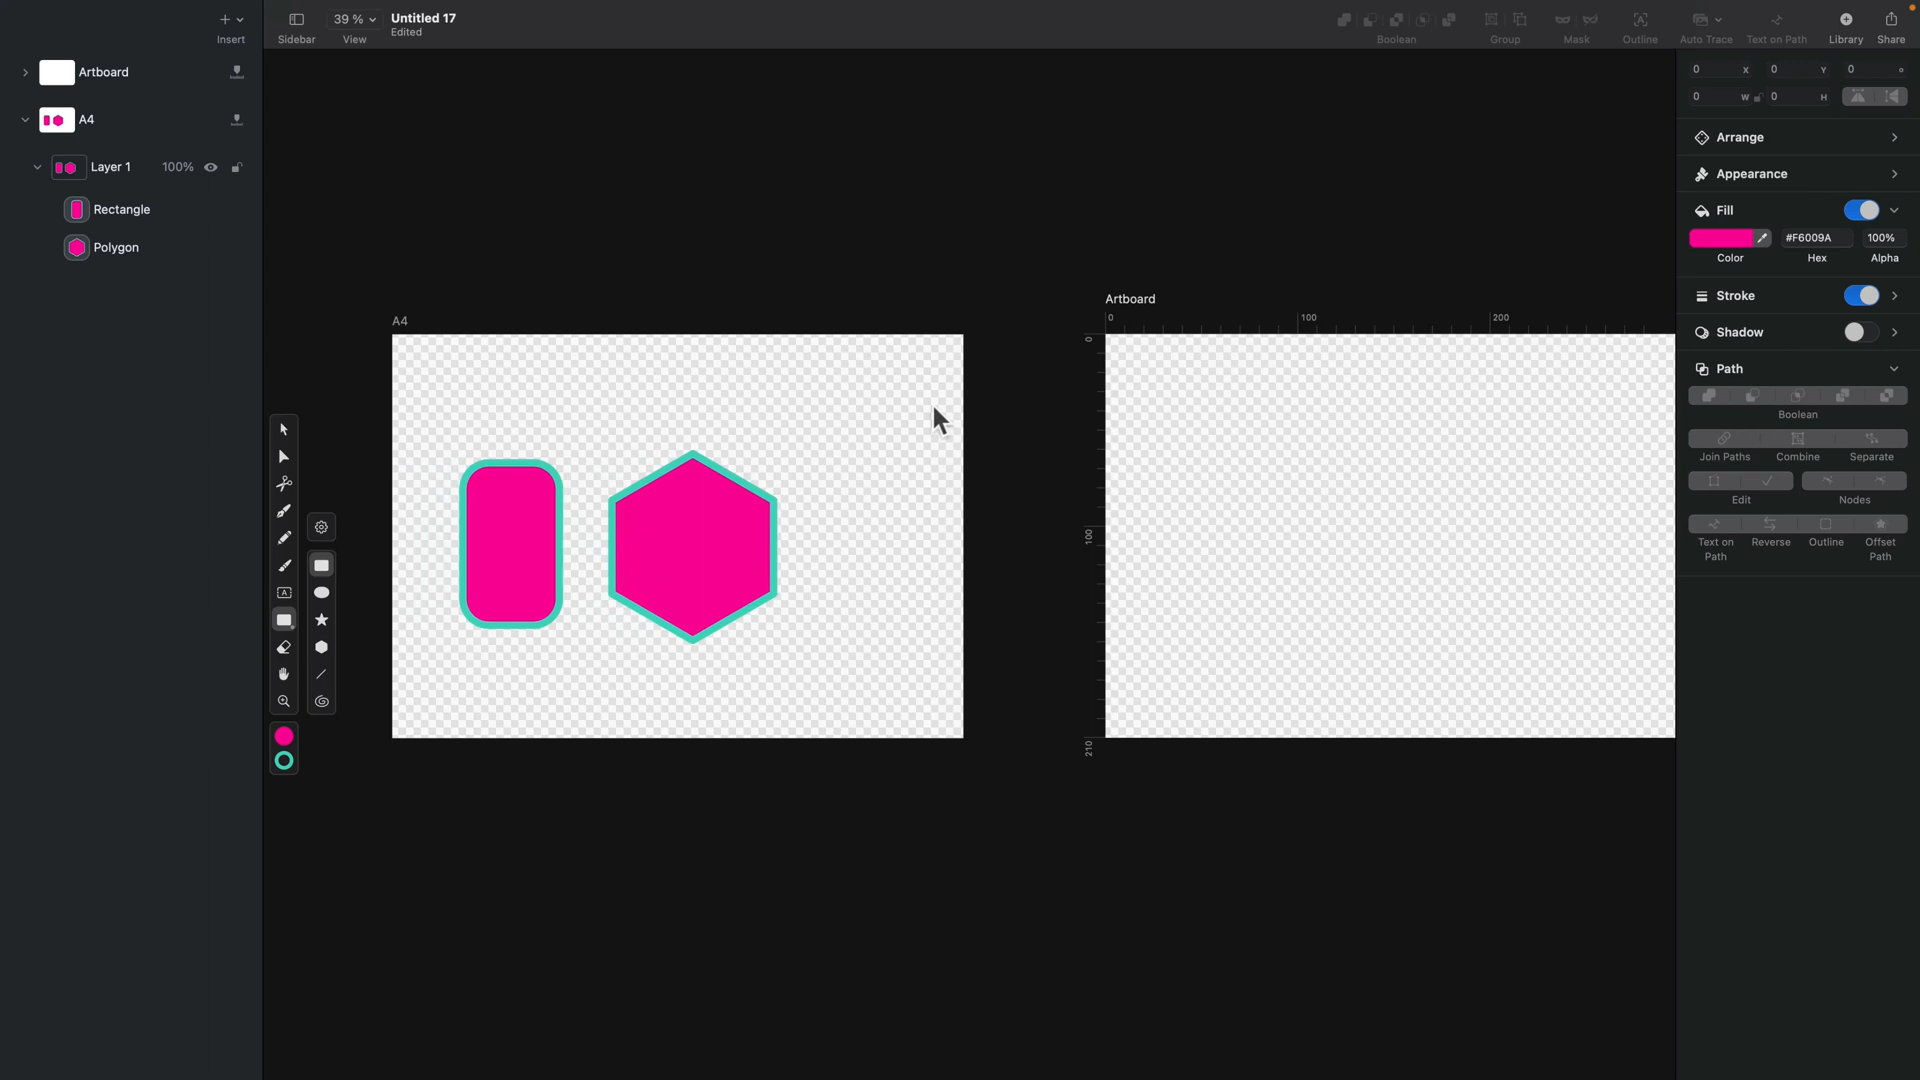 Insert
Sidebar
39 %
View
Untitled 17
Edited
Boolean
Group
Mask
A
Outline
Auto Trace
Text on Path
Library
Share
Artboard
A4
Layer 1
100%
Rectangle
Polygon
A4
Artboard
0
100
200
0
100
210
A
0 X
0 Y
0 °
0 W
0 H
Arrange
Appearance
Fill
#F6009A
100%
Color
Hex
Alpha
Stroke
Shadow
Path
Boolean
Join Paths
Combine
Separate
Edit
Nodes
Text on
Path
Reverse
Outline
Offset
Path